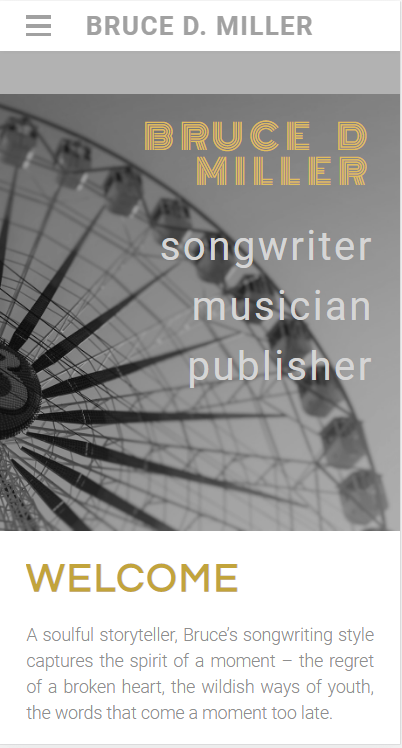 BRUCE D. MILLER
BRUCE D
MILLER
songwriter
musician
publisher
WELCOME
A soulful storyteller, Bruce’s songwriting style
captures the spirit of a moment – the regret
of a broken heart, the wildish ways of youth,
the words that come a moment too late.